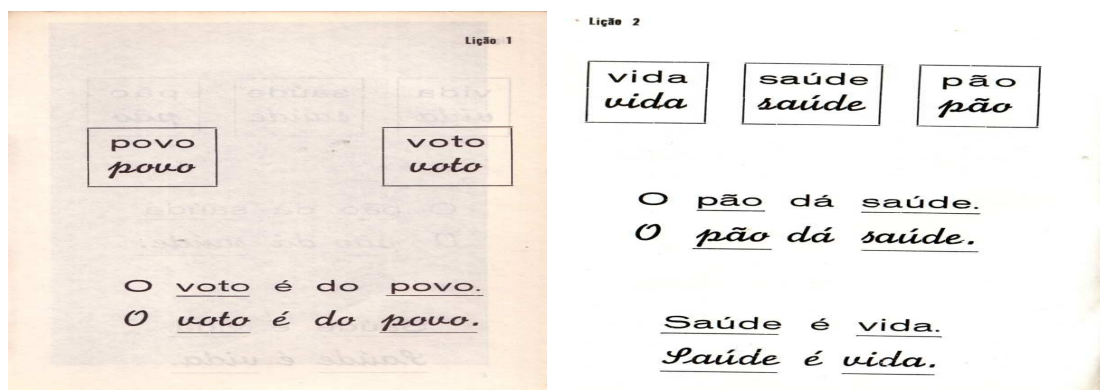 Lição 1
povo
povo
voto
voto
O voto é do povo.
O voto é do povo.
Lição 2
vida
vida
saúde
saúde
pão
pão
O pão dá saúde.
O pão dá saúde.
Saúde é vida.
Saúde é vida.